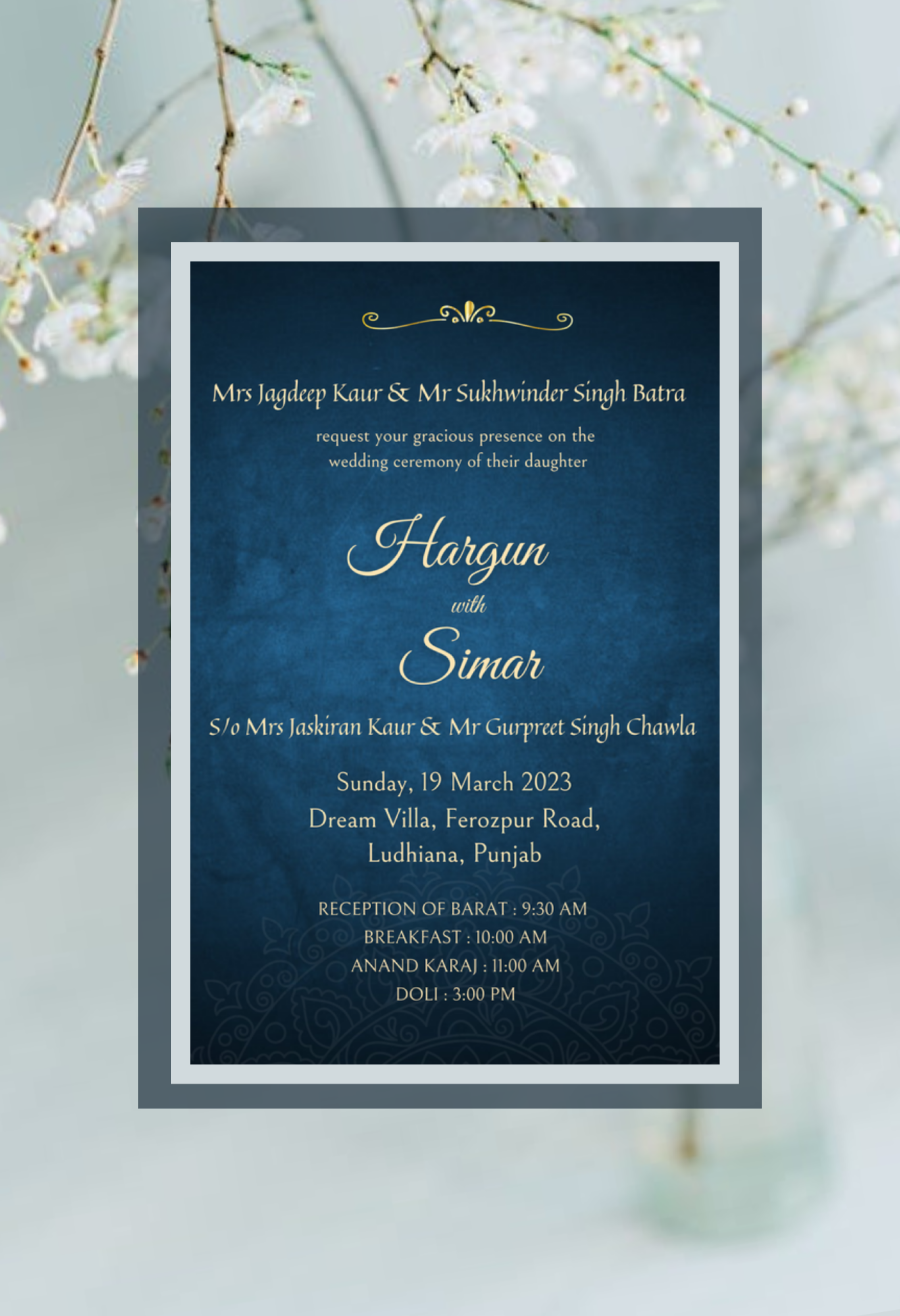 Mrs Jagdeep Kaur & Mr Sukhwinder Singh Batra
request your gracious presence on the
wedding ceremony of their daughter
Hargun
with
Simar
S/o Mrs Jaskiran Kaur & Mr Gurpreet Singh Chawla
Sunday, 19 March 2023
Dream Villa, Ferozpur Road,
Ludhiana, Punjab
RECEPTION OF BARAT : 9:30 AM
BREAKFAST : 10:00 AM
ANAND KARAJ : 11:00 AM
DOLI : 3:00 PM